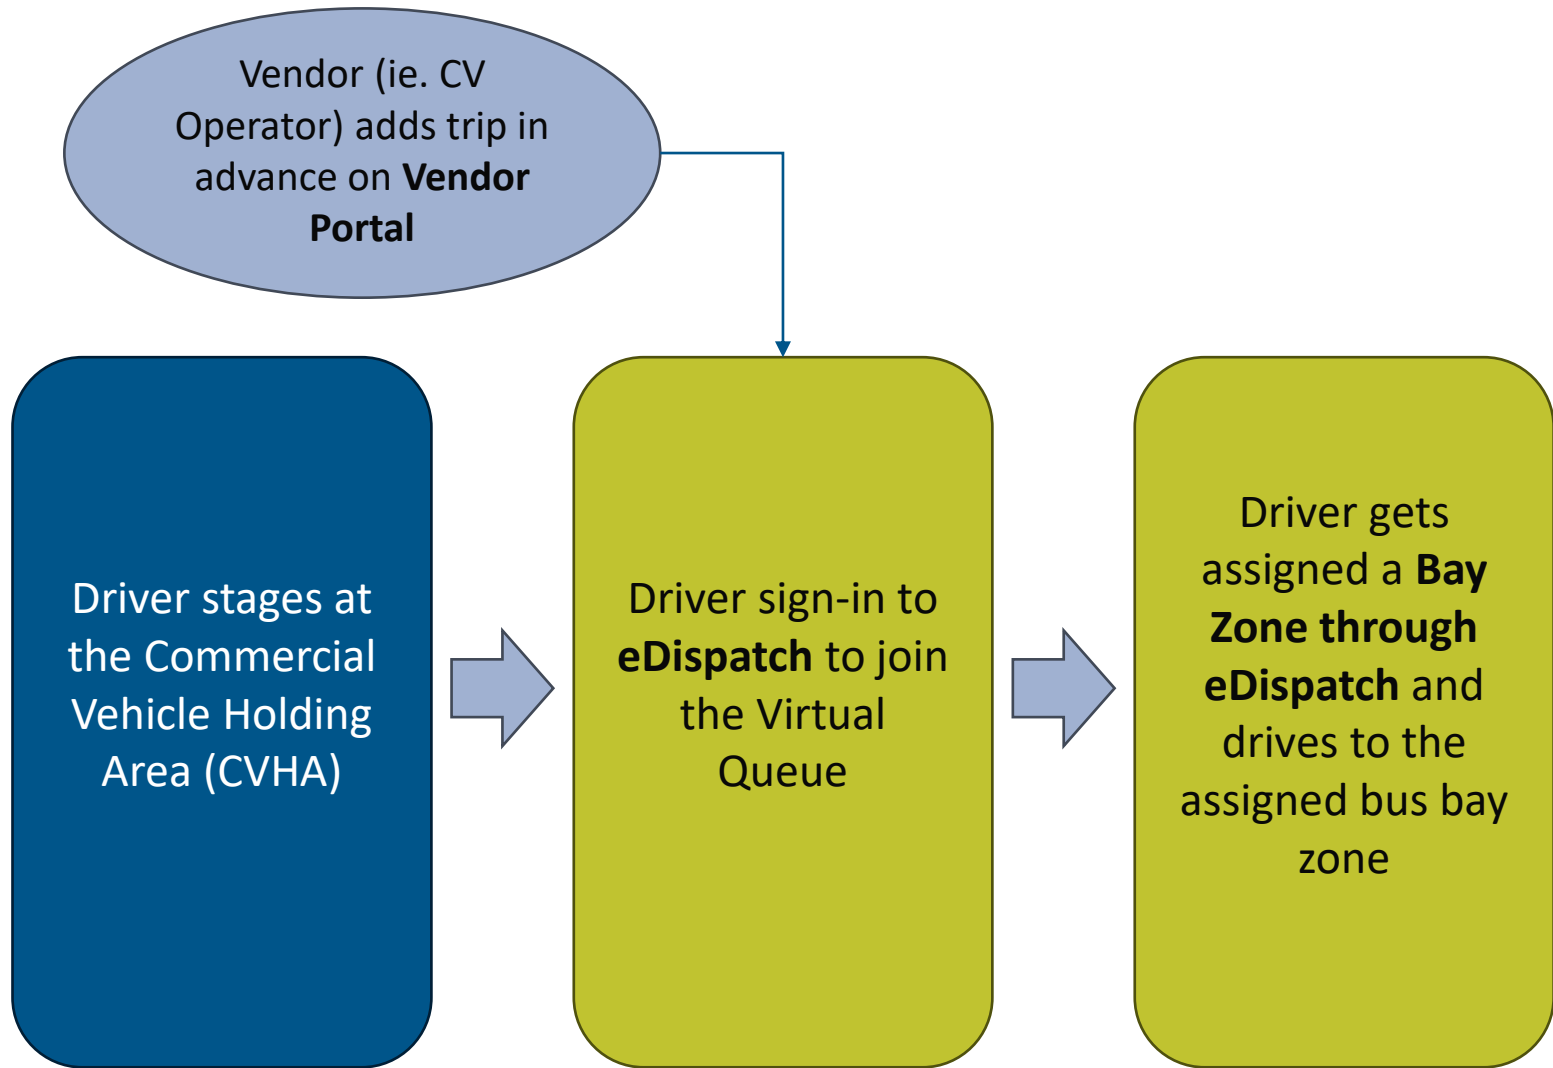 Vendor (ie. CV
Operator) adds trip in
advance on Vendor
Portal
Driver stages at
the Commercial
Vehicle Holding
Area (CVHA)
Driver sign-in to
eDispatch to join
the Virtual
Queue
Driver gets
assigned a Bay
Zone through
eDispatch and
drives to the
assigned bus bay
zone